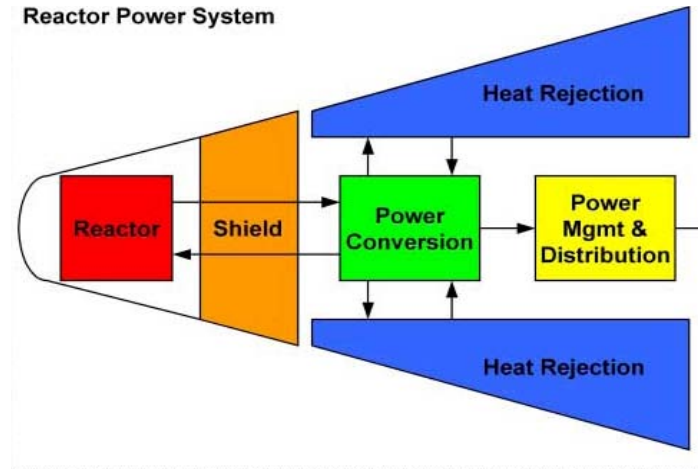 Reactor Power System
Heat Rejection
Reactor
Shield
Power
Conversion
Power
Mgmt &
Distribution
Heat Rejection